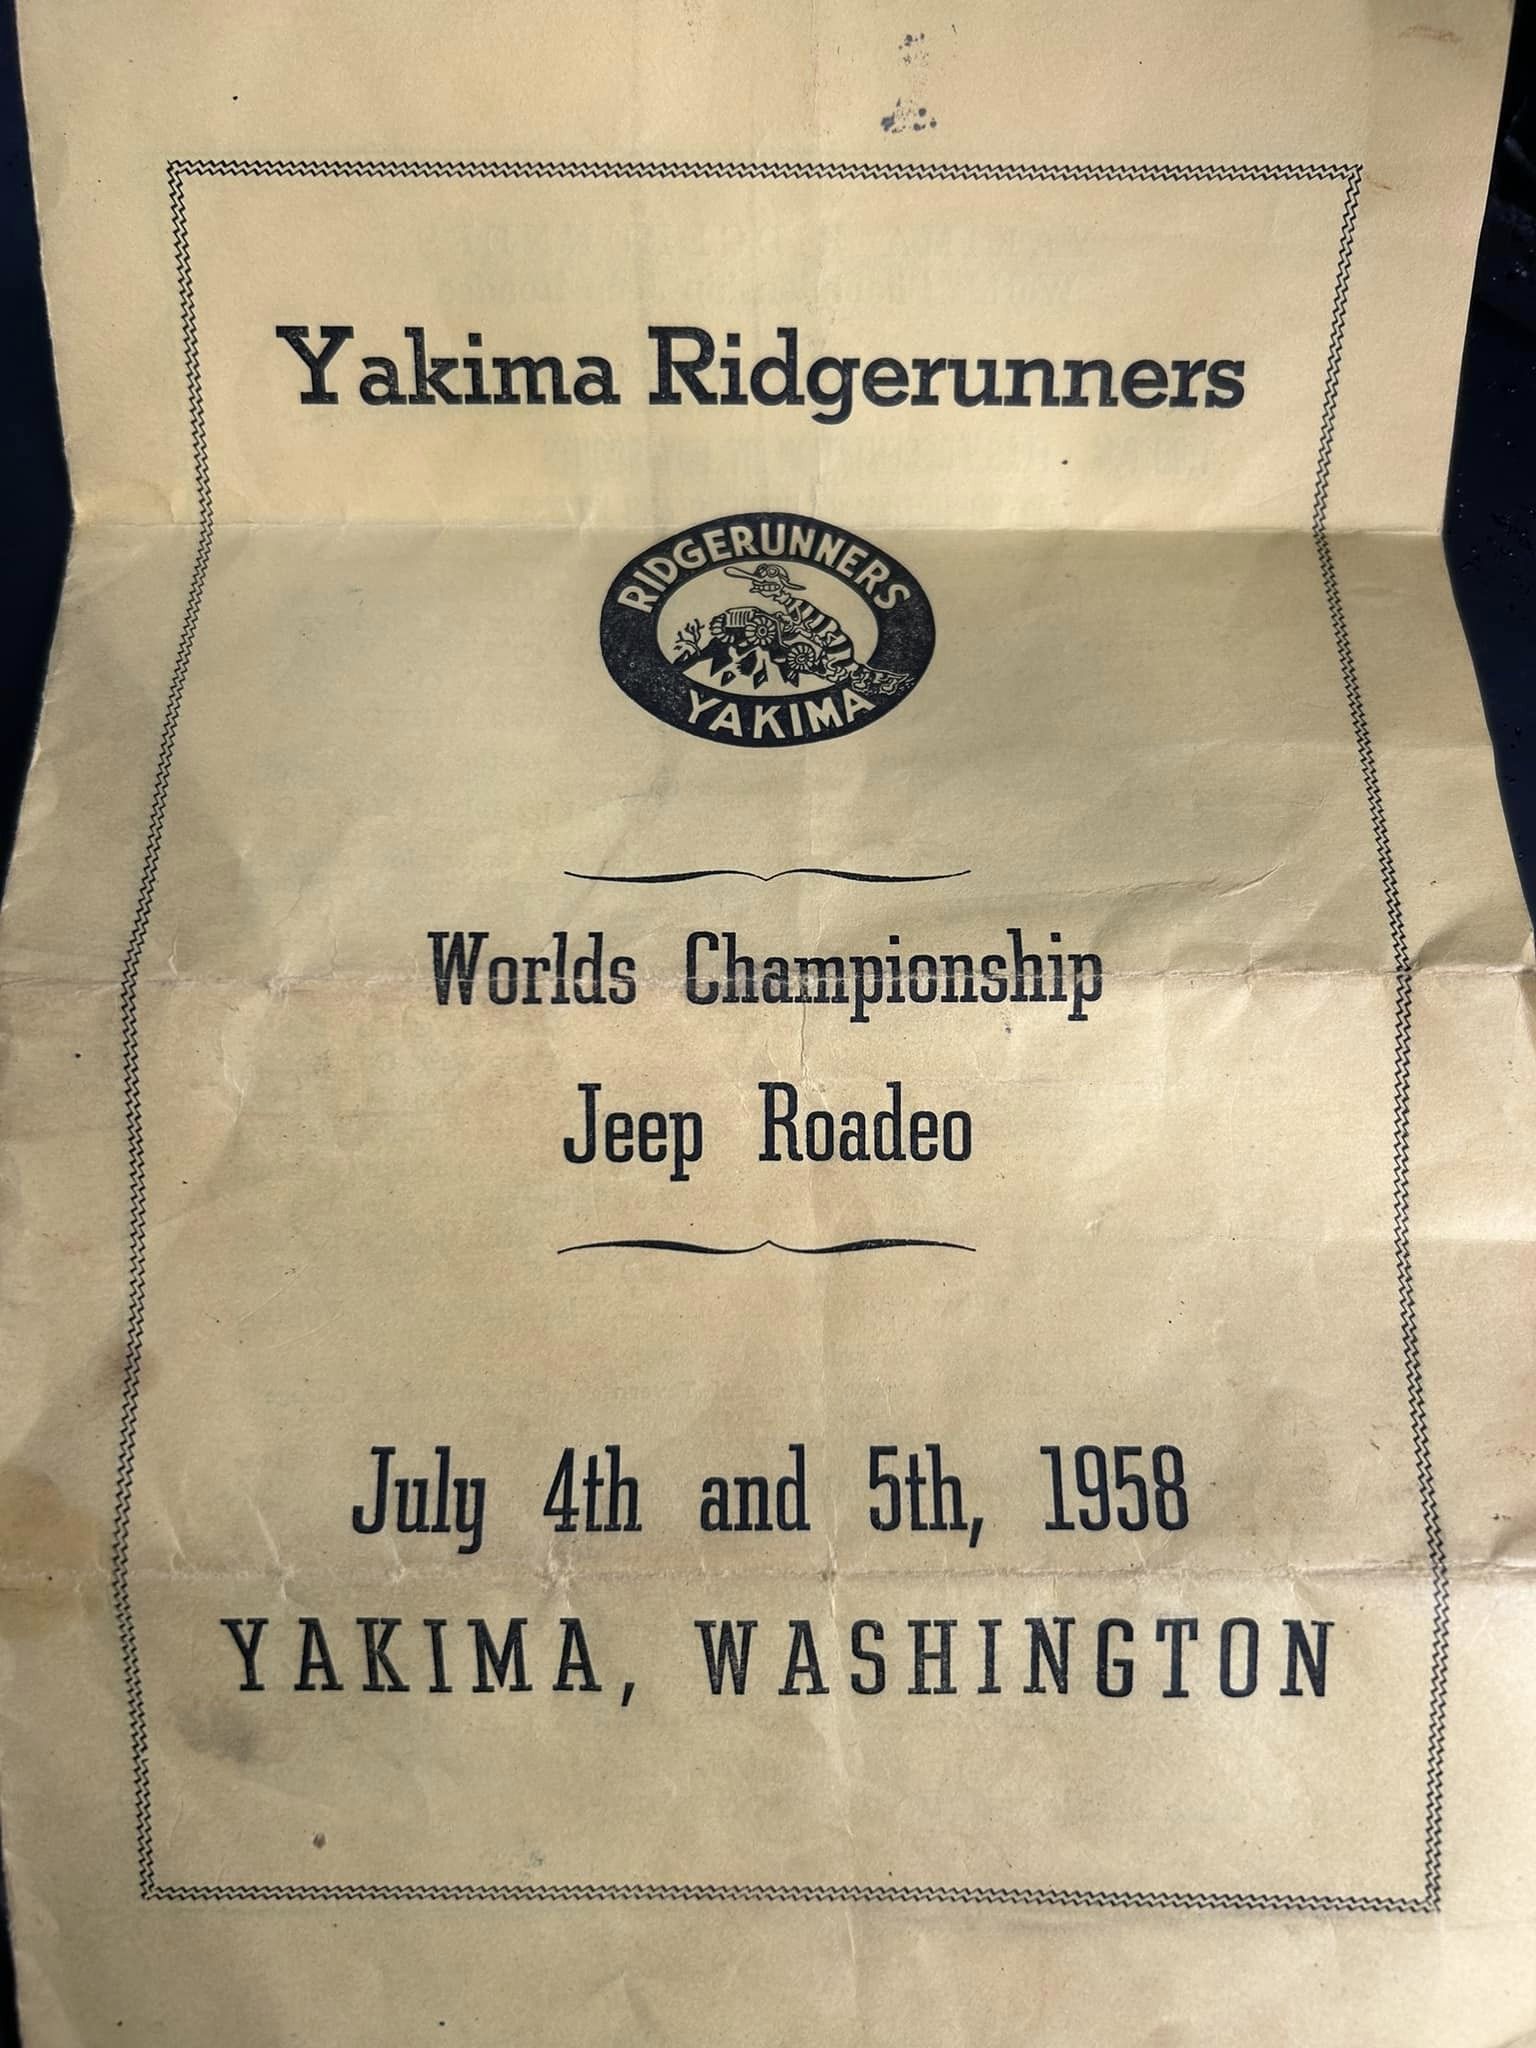 Yakima Ridgerunners
RIDGERUNNERS
YAKIMA
Worlds Championship
Jeep Roadeo
July 4th and 5th, 1958
YAKIMA, WASHINGTON